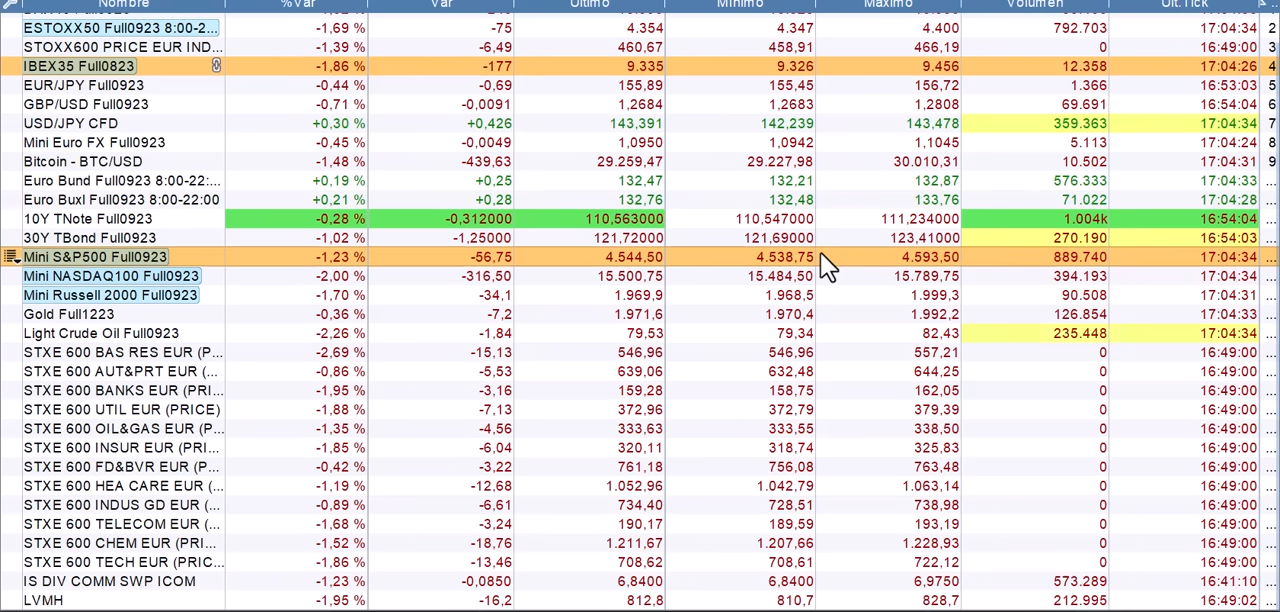 Nombre %Var Var Último Mínimo Máximo Volumen Últ.Tick
ESTOXX50 Full0923 8:00-2... -1,69 % -75 4.354 4.347 4.400 792.703 17:04:34 2
STOXX600 PRICE EUR IND... -1,39 % -6,49 460,67 458,91 466,19 0 16:49:00 3
IBEX35 Full0823 -1,86 % -177 9.335 9.326 9.456 12.358 17:04:26 4
EUR/JPY Full0923 -0,44 % -0,69 155,89 155,45 156,72 1.366 16:53:03 5
GBP/USD Full0923 -0,71 % -0,0091 1,2684 1,2683 1,2808 69.691 16:54:04 6
USD/JPY CFD +0,30 % +0,426 143,391 142,239 143,478 359.363 17:04:34 7
Mini Euro FX Full0923 -0,45 % -0,0049 1,0950 1,0942 1,1045 5.113 17:04:24 8
Bitcoin - BTC/USD -1,48 % -439,63 29.259,47 29.227,98 30.010,31 10.502 17:04:31 9
Euro Bund Full0923 8:00-22:... +0,19 % +0,25 132,47 132,21 132,87 576.333 17:04:33 ...
Euro Buxl Full0923 8:00-22:00 +0,21 % +0,28 132,76 132,48 133,76 71.022 17:04:28 ...
10Y TNote Full0923 -0,28 % -0,312000 110,563000 110,547000 111,234000 1.004k 16:54:04 ...
30Y TBond Full0923 -1,02 % -1,25000 121,72000 121,69000 123,41000 270.190 16:54:03 ...
Mini S&P500 Full0923 -1,23 % -56,75 4.544,50 4.538,75 4.593,50 889.740 17:04:34 ...
Mini NASDAQ100 Full0923 -2,00 % -316,50 15.500,75 15.484,50 15.789,75 394.193 17:04:34 ...
Mini Russell 2000 Full0923 -1,70 % -34,1 1.969,9 1.968,5 1.999,3 90.508 17:04:31 ...
Gold Full1223 -0,36 % -7,2 1.971,6 1.970,4 1.992,2 126.854 17:04:33 ...
Light Crude Oil Full0923 -2,26 % -1,84 79,53 79,34 82,43 235.448 17:04:34 ...
STXE 600 BAS RES EUR (P... -2,69 % -15,13 546,96 546,96 557,21 0 16:49:00 ...
STXE 600 AUT&PRT EUR (... -0,86 % -5,53 639,06 632,48 644,25 0 16:49:00 ...
STXE 600 BANKS EUR (PRI... -1,95 % -3,16 159,28 158,75 162,05 0 16:49:00 ...
STXE 600 UTIL EUR (PRICE) -1,88 % -7,13 372,96 372,79 379,39 0 16:49:00 ...
STXE 600 OIL&GAS EUR (P... -1,35 % -4,56 333,63 333,55 338,50 0 16:49:00 ...
STXE 600 INSUR EUR (PRI... -1,85 % -6,04 320,11 318,74 325,83 0 16:49:00 ...
STXE 600 FD&BVR EUR (P... -0,42 % -3,22 761,18 756,08 763,48 0 16:49:00 ...
STXE 600 HEA CARE EUR (... -1,19 % -12,68 1.052,96 1.042,79 1.063,14 0 16:49:00 ...
STXE 600 INDUS GD EUR (... -0,89 % -6,61 734,40 728,51 738,98 0 16:49:00 ...
STXE 600 TELECOM EUR (... -1,68 % -3,24 190,17 189,59 193,19 0 16:49:00 ...
STXE 600 CHEM EUR (PRI... -1,52 % -18,76 1.211,67 1.207,66 1.228,93 0 16:49:00 ...
STXE 600 TECH EUR (PRIC... -1,86 % -13,46 708,62 708,61 722,12 0 16:49:00 ...
IS DIV COMM SWP ICOM -1,23 % -0,0850 6,8400 6,8400 6,9750 573.289 16:41:10 ...
LVMH -1,95 % -16,2 812,8 810,7 828,7 212.995 16:49:02 ...